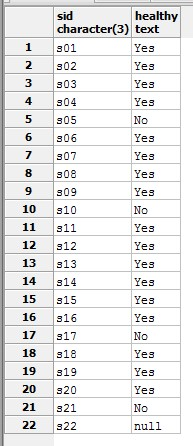 sid healthy
character(3) text
1 s01 Yes
2 s02 Yes
3 s03 Yes
4 s04 Yes
5 s05 No
6 s06 Yes
7 s07 Yes
8 s08 Yes
9 s09 Yes
10 s10 No
11 s11 Yes
12 s12 Yes
13 s13 Yes
14 s14 Yes
15 s15 Yes
16 s16 Yes
17 s17 No
18 s18 Yes
19 s19 Yes
20 s20 Yes
21 s21 No
22 s22 null